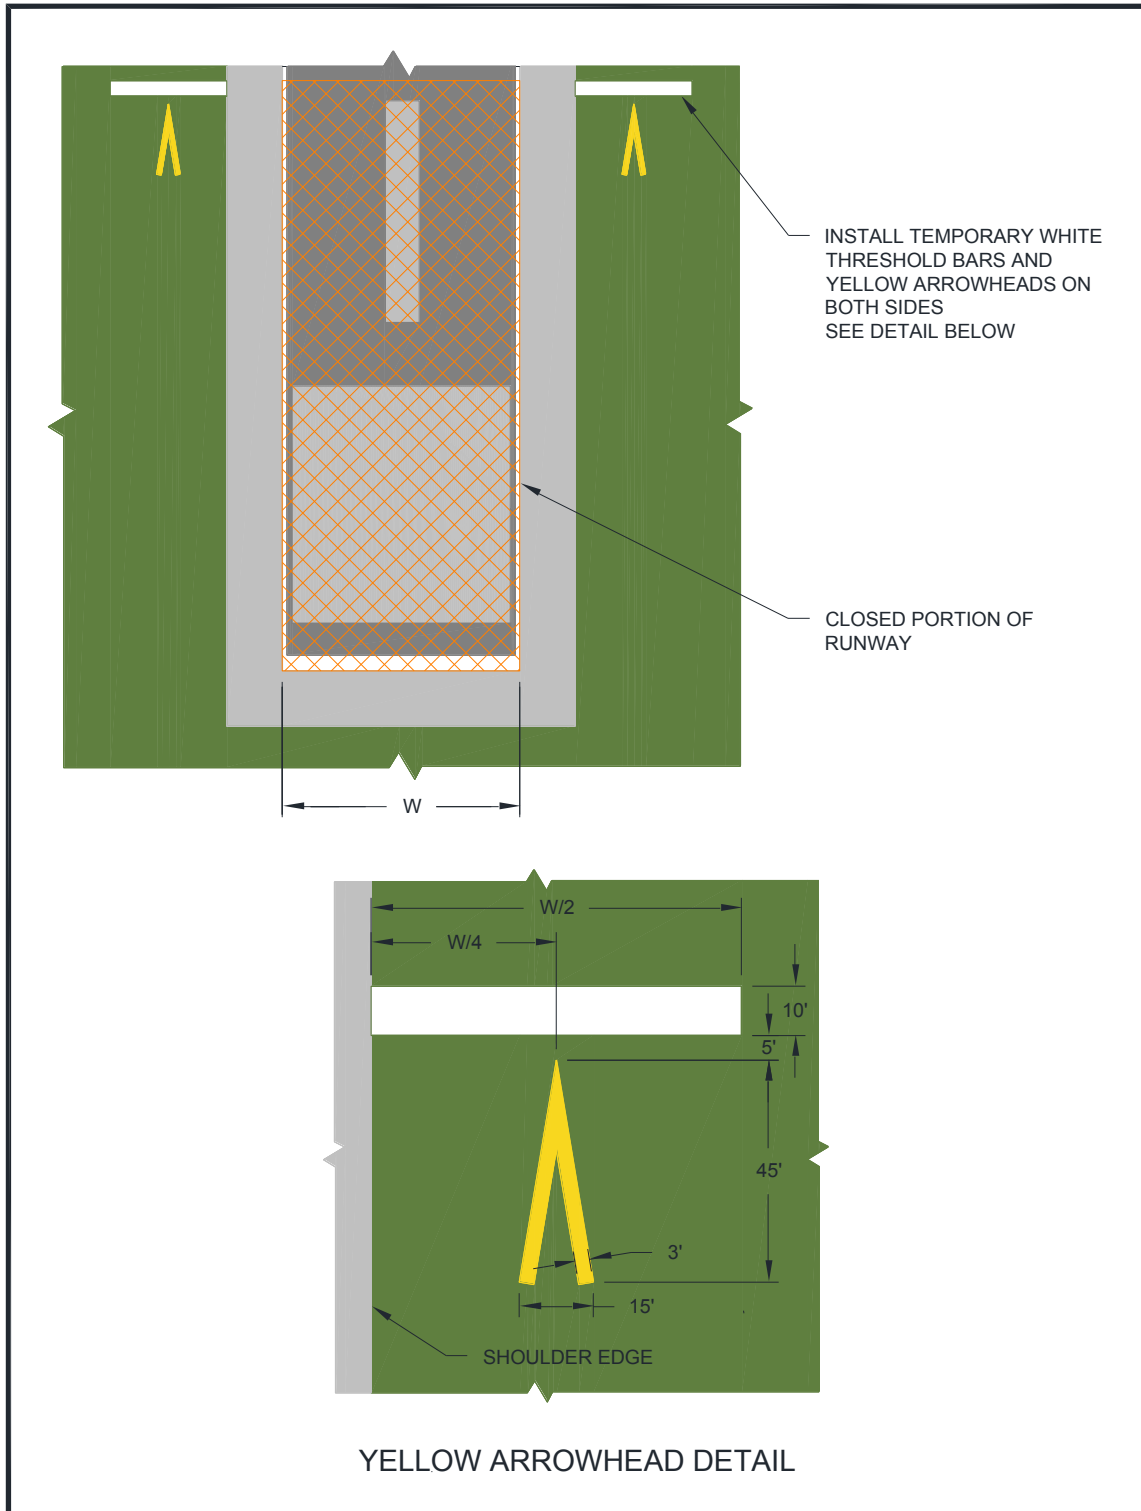 INSTALL TEMPORARY WHITE
THRESHOLD BARS AND
YELLOW ARROWHEADS ON
BOTH SIDES
SEE DETAIL BELOW
CLOSED PORTION OF
RUNWAY
W
W/2
W/4
10'
5'
45'
3'
15'
SHOULDER EDGE
YELLOW ARROWHEAD DETAIL